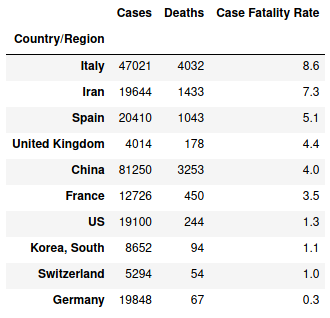 Cases Deaths Case Fatality Rate
Country/Region
Italy 47021 4032 8.6
Iran 19644 1433 7.3
Spain 20410 1043 5.1
United Kingdom 4014 178 4.4
China 81250 3253 4.0
France 12726 450 3.5
US 19100 244 1.3
Korea, South 8652 94 1.1
Switzerland 5294 54 1.0
Germany 19848 67 0.3